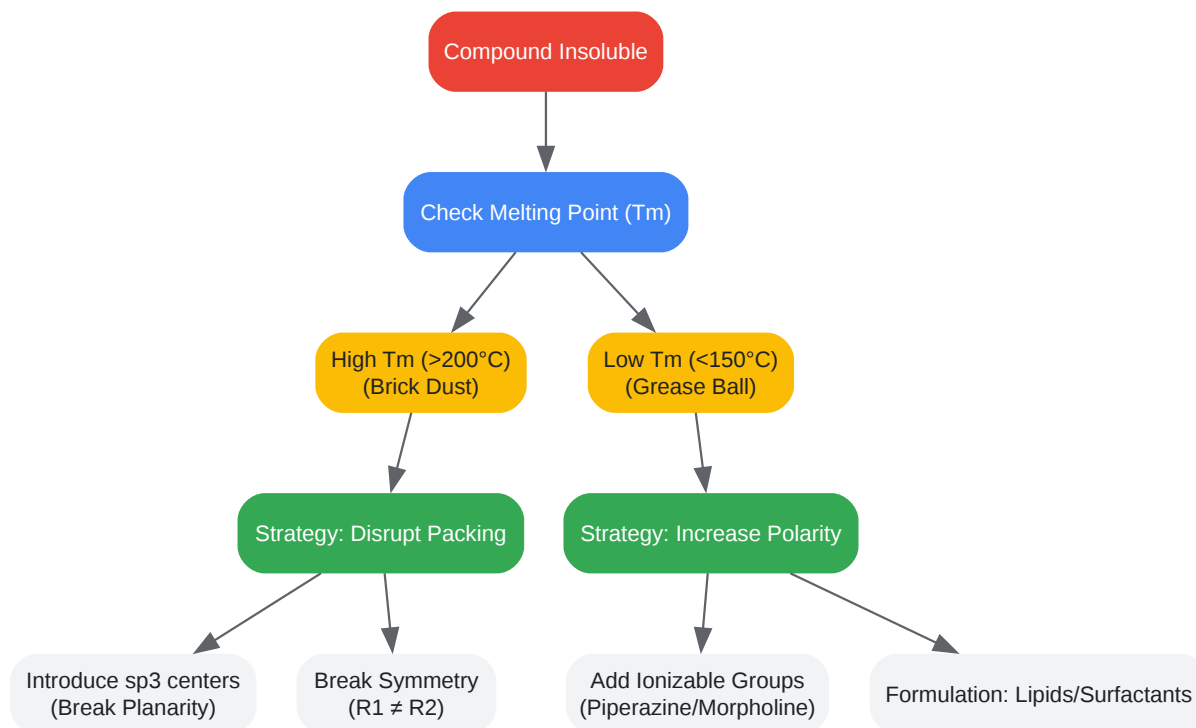 Compound Insoluble
Check Melting Point (Tm)
High Tm (>200°C)
(Brick Dust)
Low Tm (<150°C)
(Grease Ball)
Strategy: Disrupt Packing
Strategy: Increase Polarity
Introduce sp3 centers
(Break Planarity)
Break Symmetry
(R1 ≠ R2)
Add Ionizable Groups
(Piperazine/Morpholine)
Formulation: Lipids/Surfactants